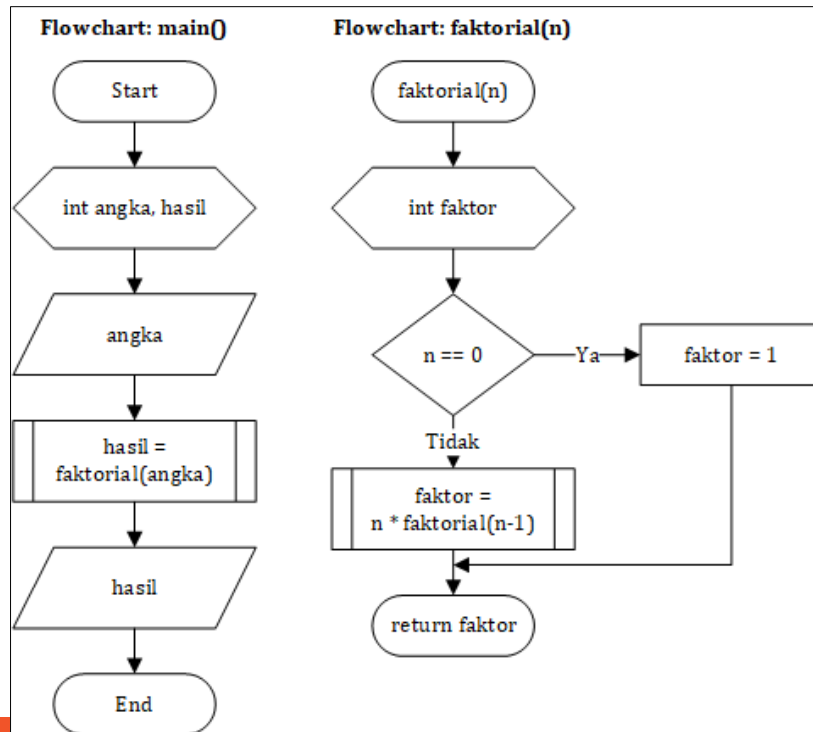 Flowchart: main()
Start
int angka, hasil
angka
hasil =
faktorial(angka)
hasil
End
Flowchart: faktorial(n)
faktorial(n)
int faktor
n == 0
Ya
faktor = 1
Tidak
faktor =
n * faktorial(n-1)
return faktor